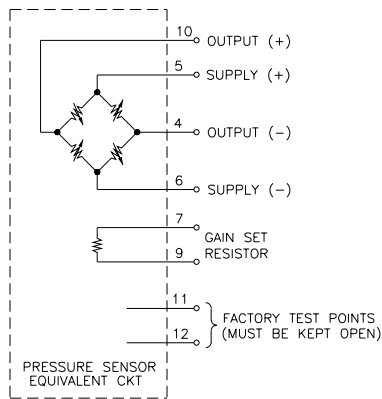 10 OUTPUT (+)
5 SUPPLY (+)
4 OUTPUT (−)
6 SUPPLY (−)
7
GAIN SET
RESISTOR
9
11
FACTORY TEST POINTS
(MUST BE KEPT OPEN)
12
PRESSURE SENSOR
EQUIVALENT CKT